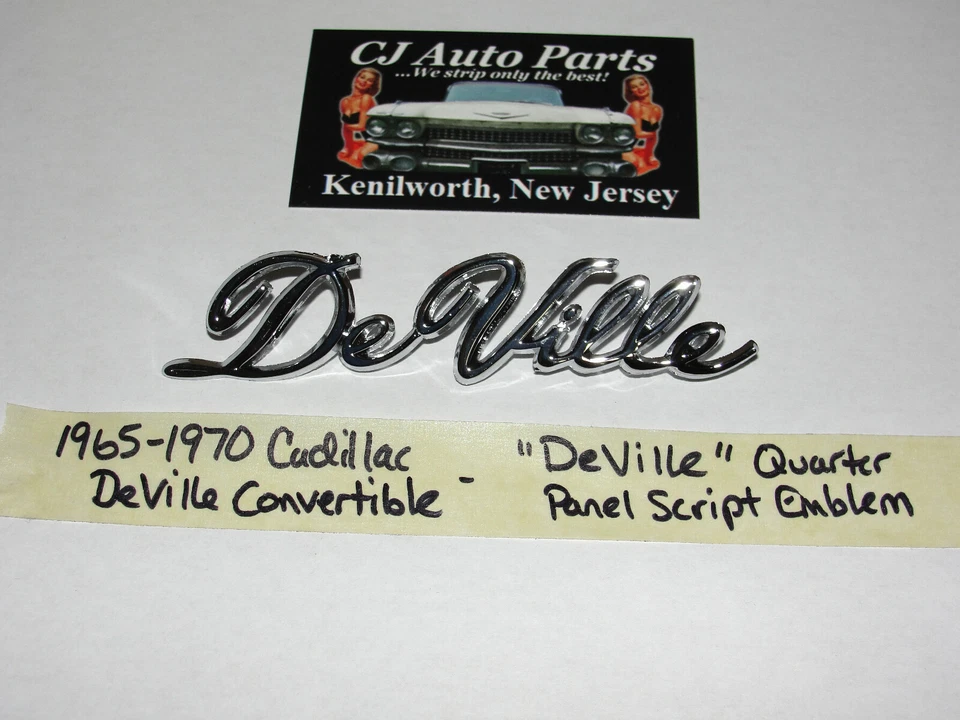 CJ Auto Parts
...We strip only the best!
Kenilworth, New Jersey
DeVille
1965-1970 Cadillac
DeVille Convertible -
"DeVille" Quarter
Panel Script Emblem